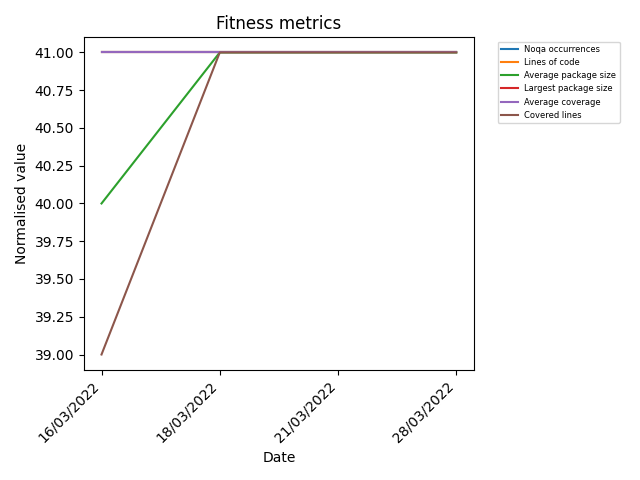 Fitness metrics
Normalised value
41.00
40.75
40.50
40.25
40.00
39.75
39.50
39.25
39.00
16/03/2022
18/03/2022
21/03/2022
28/03/2022
Date
Noqa occurrences
Lines of code
Average package size
Largest package size
Average coverage
Covered lines